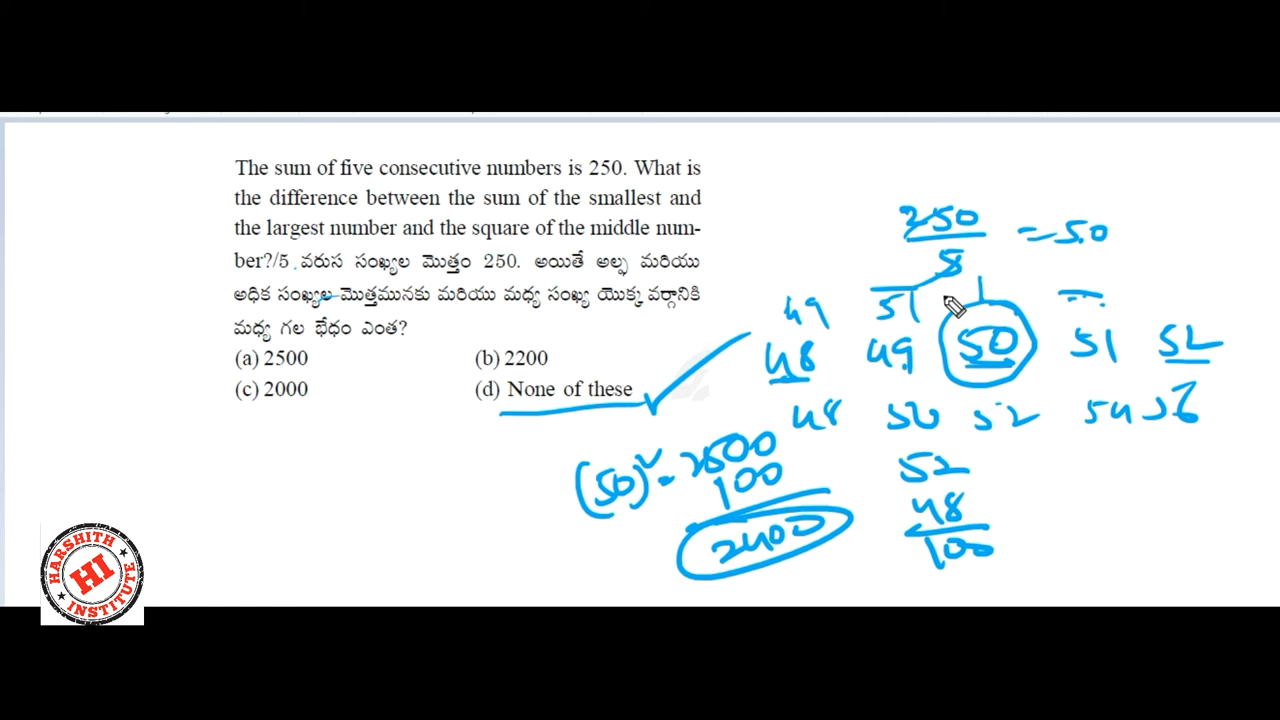 The sum of five consecutive numbers is 250. What is
the difference between the sum of the smallest and
the largest number and the square of the middle num-
ber?/5 వరుస సంఖ్యల మొత్తం 250. అయితే అల్ప మరియు
అధిక సంఖ్యల మొత్తమునకు మరియు మధ్య సంఖ్య యొక్క వర్గానికి
మధ్య గల భేధం ఎంత?
(a) 2500 (b) 2200
(c) 2000 (d) None of these
250
5
=50
49 51
48 49 50 51 52
48 50 52 54 56
(50)² = 2500
100
2400
52
48
100
HARSHITH
HI
INSTITUTE